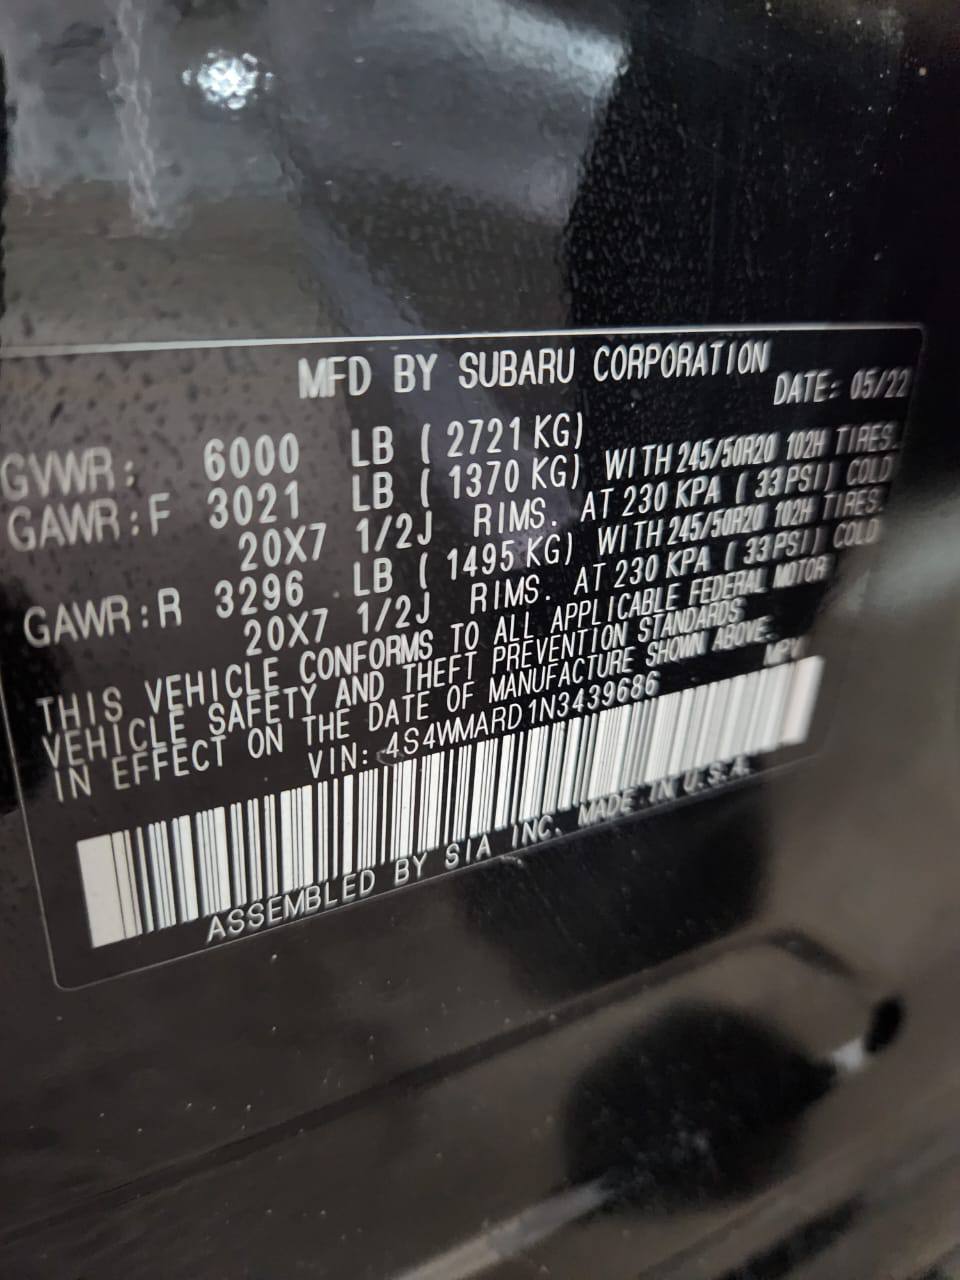 MFD BY SUBARU CORPORATION
DATE: 05/22
GVWR: 6000 LB ( 2721 KG)
GAWR:F 3021 LB ( 1370 KG) WITH 245/50R20 102H TIRES.
20X7 1/2J RIMS. AT 230 KPA ( 33 PSI) COLD
GAWR:R 3296 LB ( 1495 KG) WITH 245/50R20 102H TIRES.
20X7 1/2J RIMS. AT 230 KPA ( 33 PSI) COLD
THIS VEHICLE CONFORMS TO ALL APPLICABLE FEDERAL MOTOR
VEHICLE SAFETY AND THEFT PREVENTION STANDARDS
IN EFFECT ON THE DATE OF MANUFACTURE SHOWN ABOVE.
VIN: 4S4WMARD1N3439686 MPV
ASSEMBLED BY SIA INC. MADE IN U.S.A.